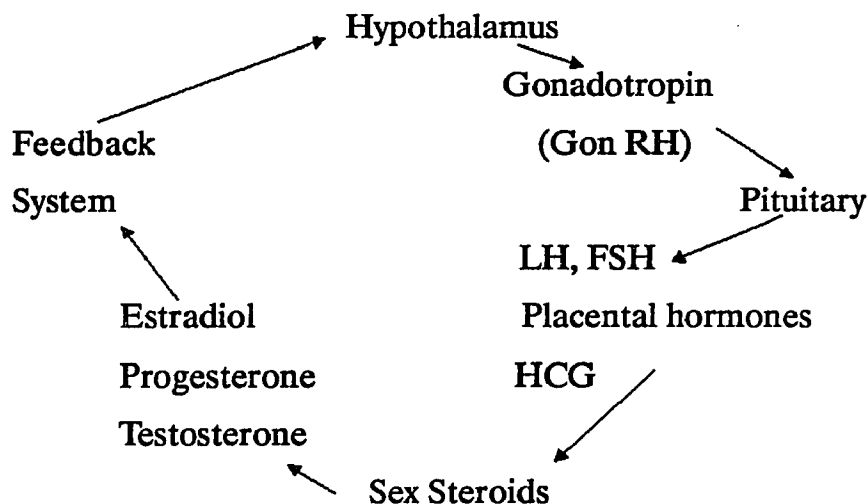 Hypothalamus
Gonadotropin
(Gon RH)
Pituitary
LH, FSH
Placental hormones
HCG
Sex Steroids
Estradiol
Progesterone
Testosterone
Feedback
System